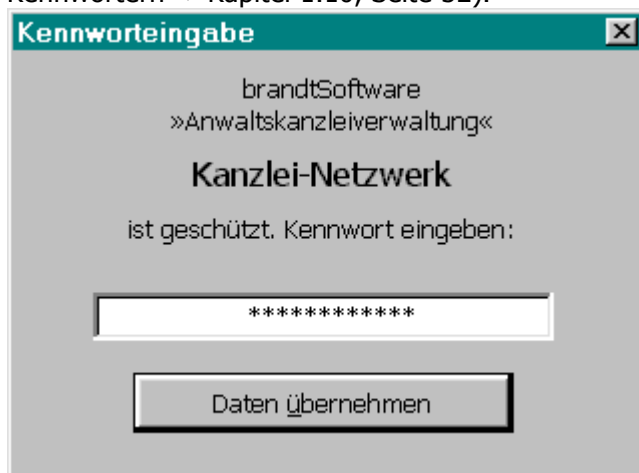 Kennworteingabe
brandtSoftware
»Anwaltskanzleiverwaltung«
Kanzlei-Netzwerk
ist geschützt. Kennwort eingeben:
************
Daten übernehmen